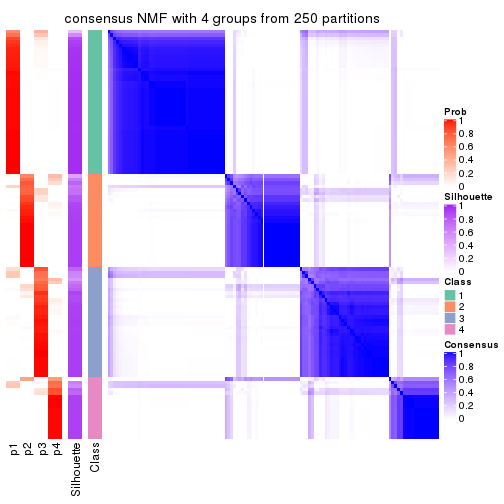 consensus NMF with 4 groups from 250 partitions
Prob
1
0.8
0.6
0.4
0.2
0
Silhouette
1
0.8
0.6
0.4
0.2
0
Class
1
2
3
4
Consensus
1
0.8
0.6
0.4
0.2
0
p1
p2
p3
p4
Silhouette
Class